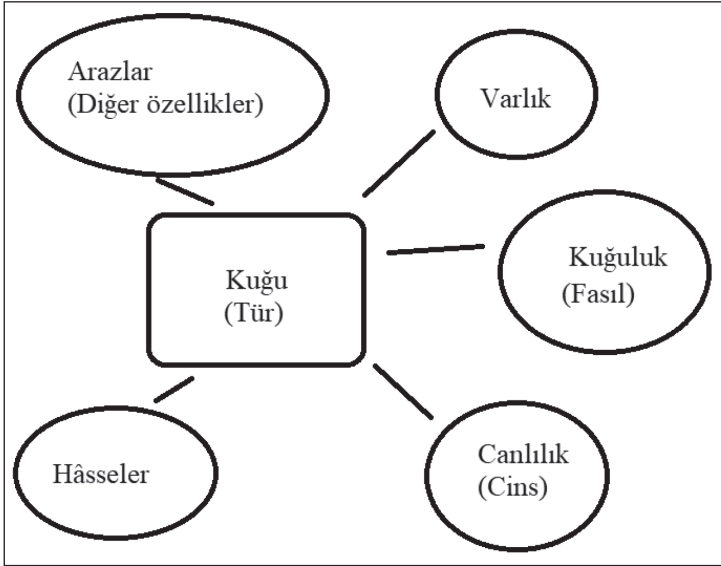 Arazlar
(Diğer özellikler)
Varlık
Kuğuluk
(Fasıl)
Kuğu
(Tür)
Hâsseler
Canlılık
(Cins)